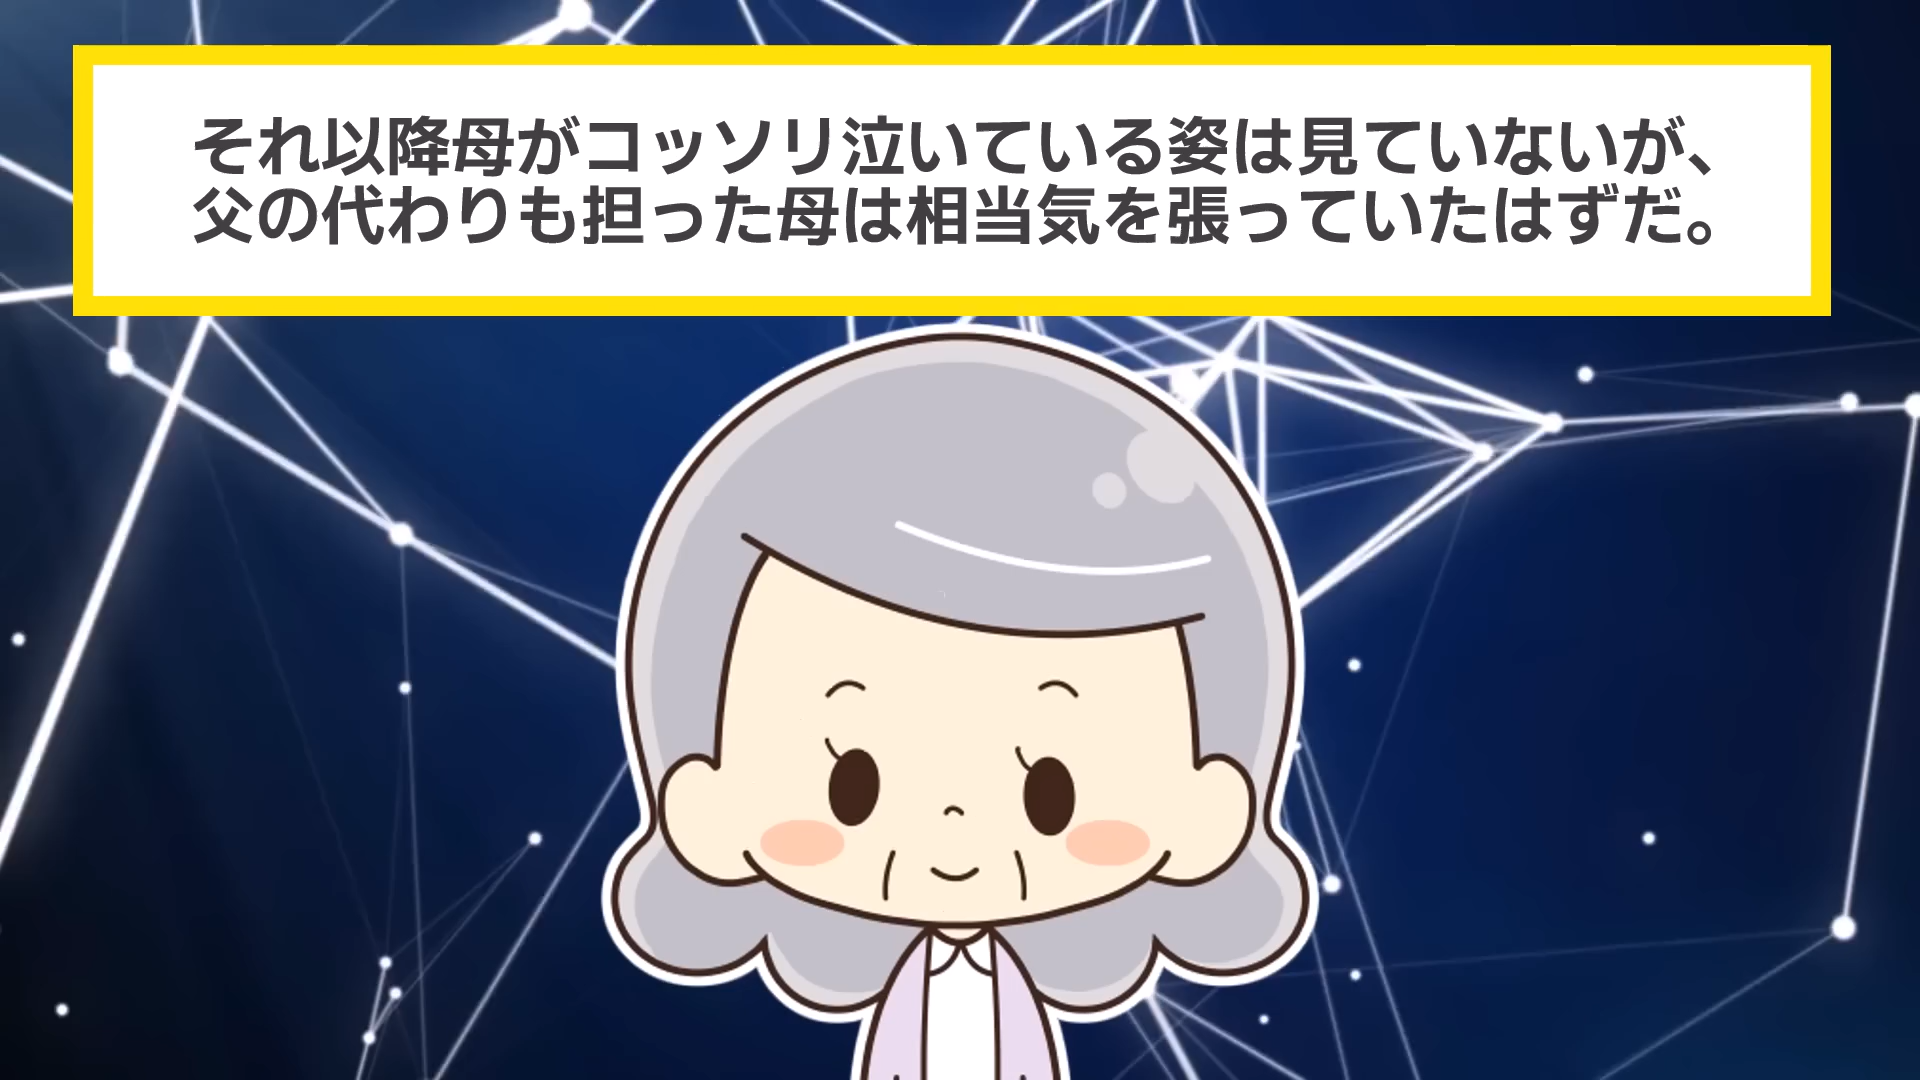 それ以降母がコッソリ泣いている姿は見ていないが、
父の代わりも担った母は相当気を張っていたはずだ。